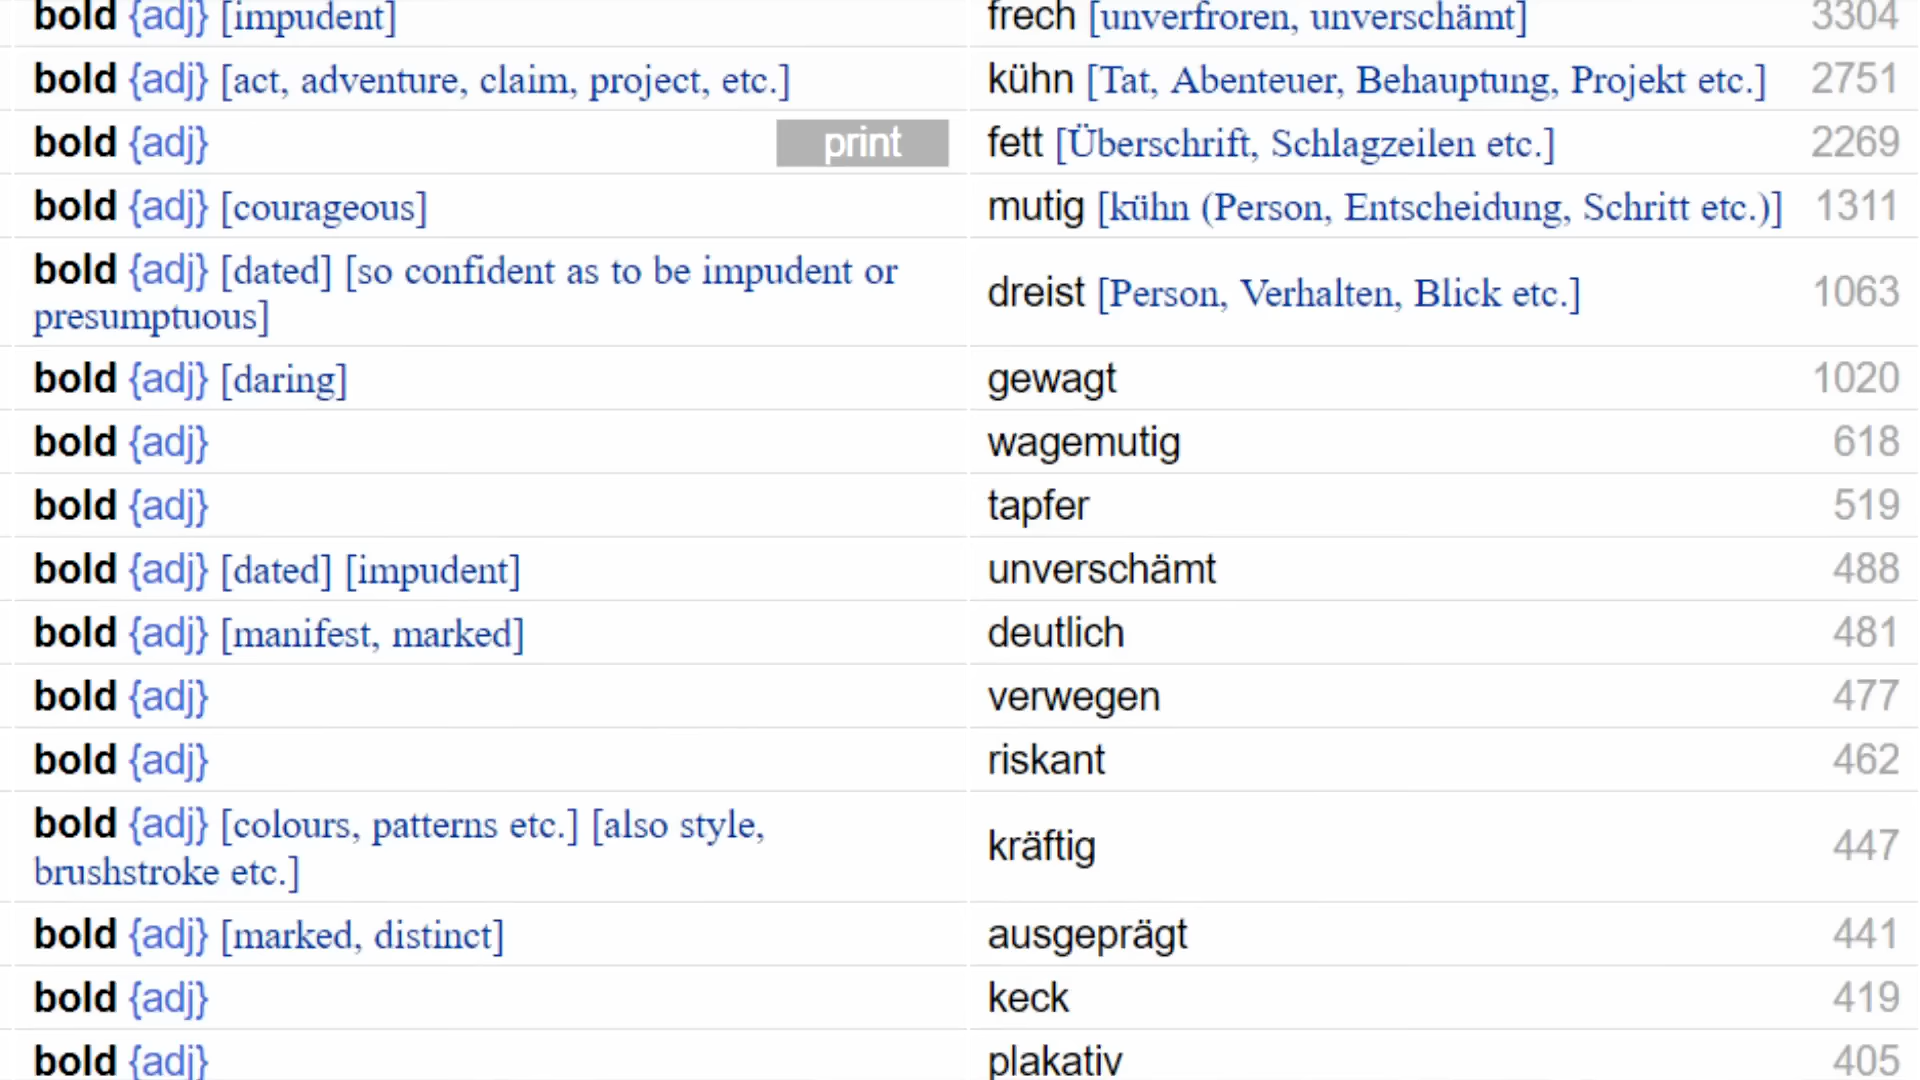 bold {adj} [impudent] frech [unverfroren, unverschämt] 3304
bold {adj} [act, adventure, claim, project, etc.] kühn [Tat, Abenteuer, Behauptung, Projekt etc.] 2751
bold {adj} print fett [Überschrift, Schlagzeilen etc.] 2269
bold {adj} [courageous] mutig [kühn (Person, Entscheidung, Schritt etc.)] 1311
bold {adj} [dated] [so confident as to be impudent or
presumptuous] dreist [Person, Verhalten, Blick etc.] 1063
bold {adj} [daring] gewagt 1020
bold {adj} wagemutig 618
bold {adj} tapfer 519
bold {adj} [dated] [impudent] unverschämt 488
bold {adj} [manifest, marked] deutlich 481
bold {adj} verwegen 477
bold {adj} riskant 462
bold {adj} [colours, patterns etc.] [also style,
brushstroke etc.] kräftig 447
bold {adj} [marked, distinct] ausgeprägt 441
bold {adj} keck 419
bold {adj} plakativ 405